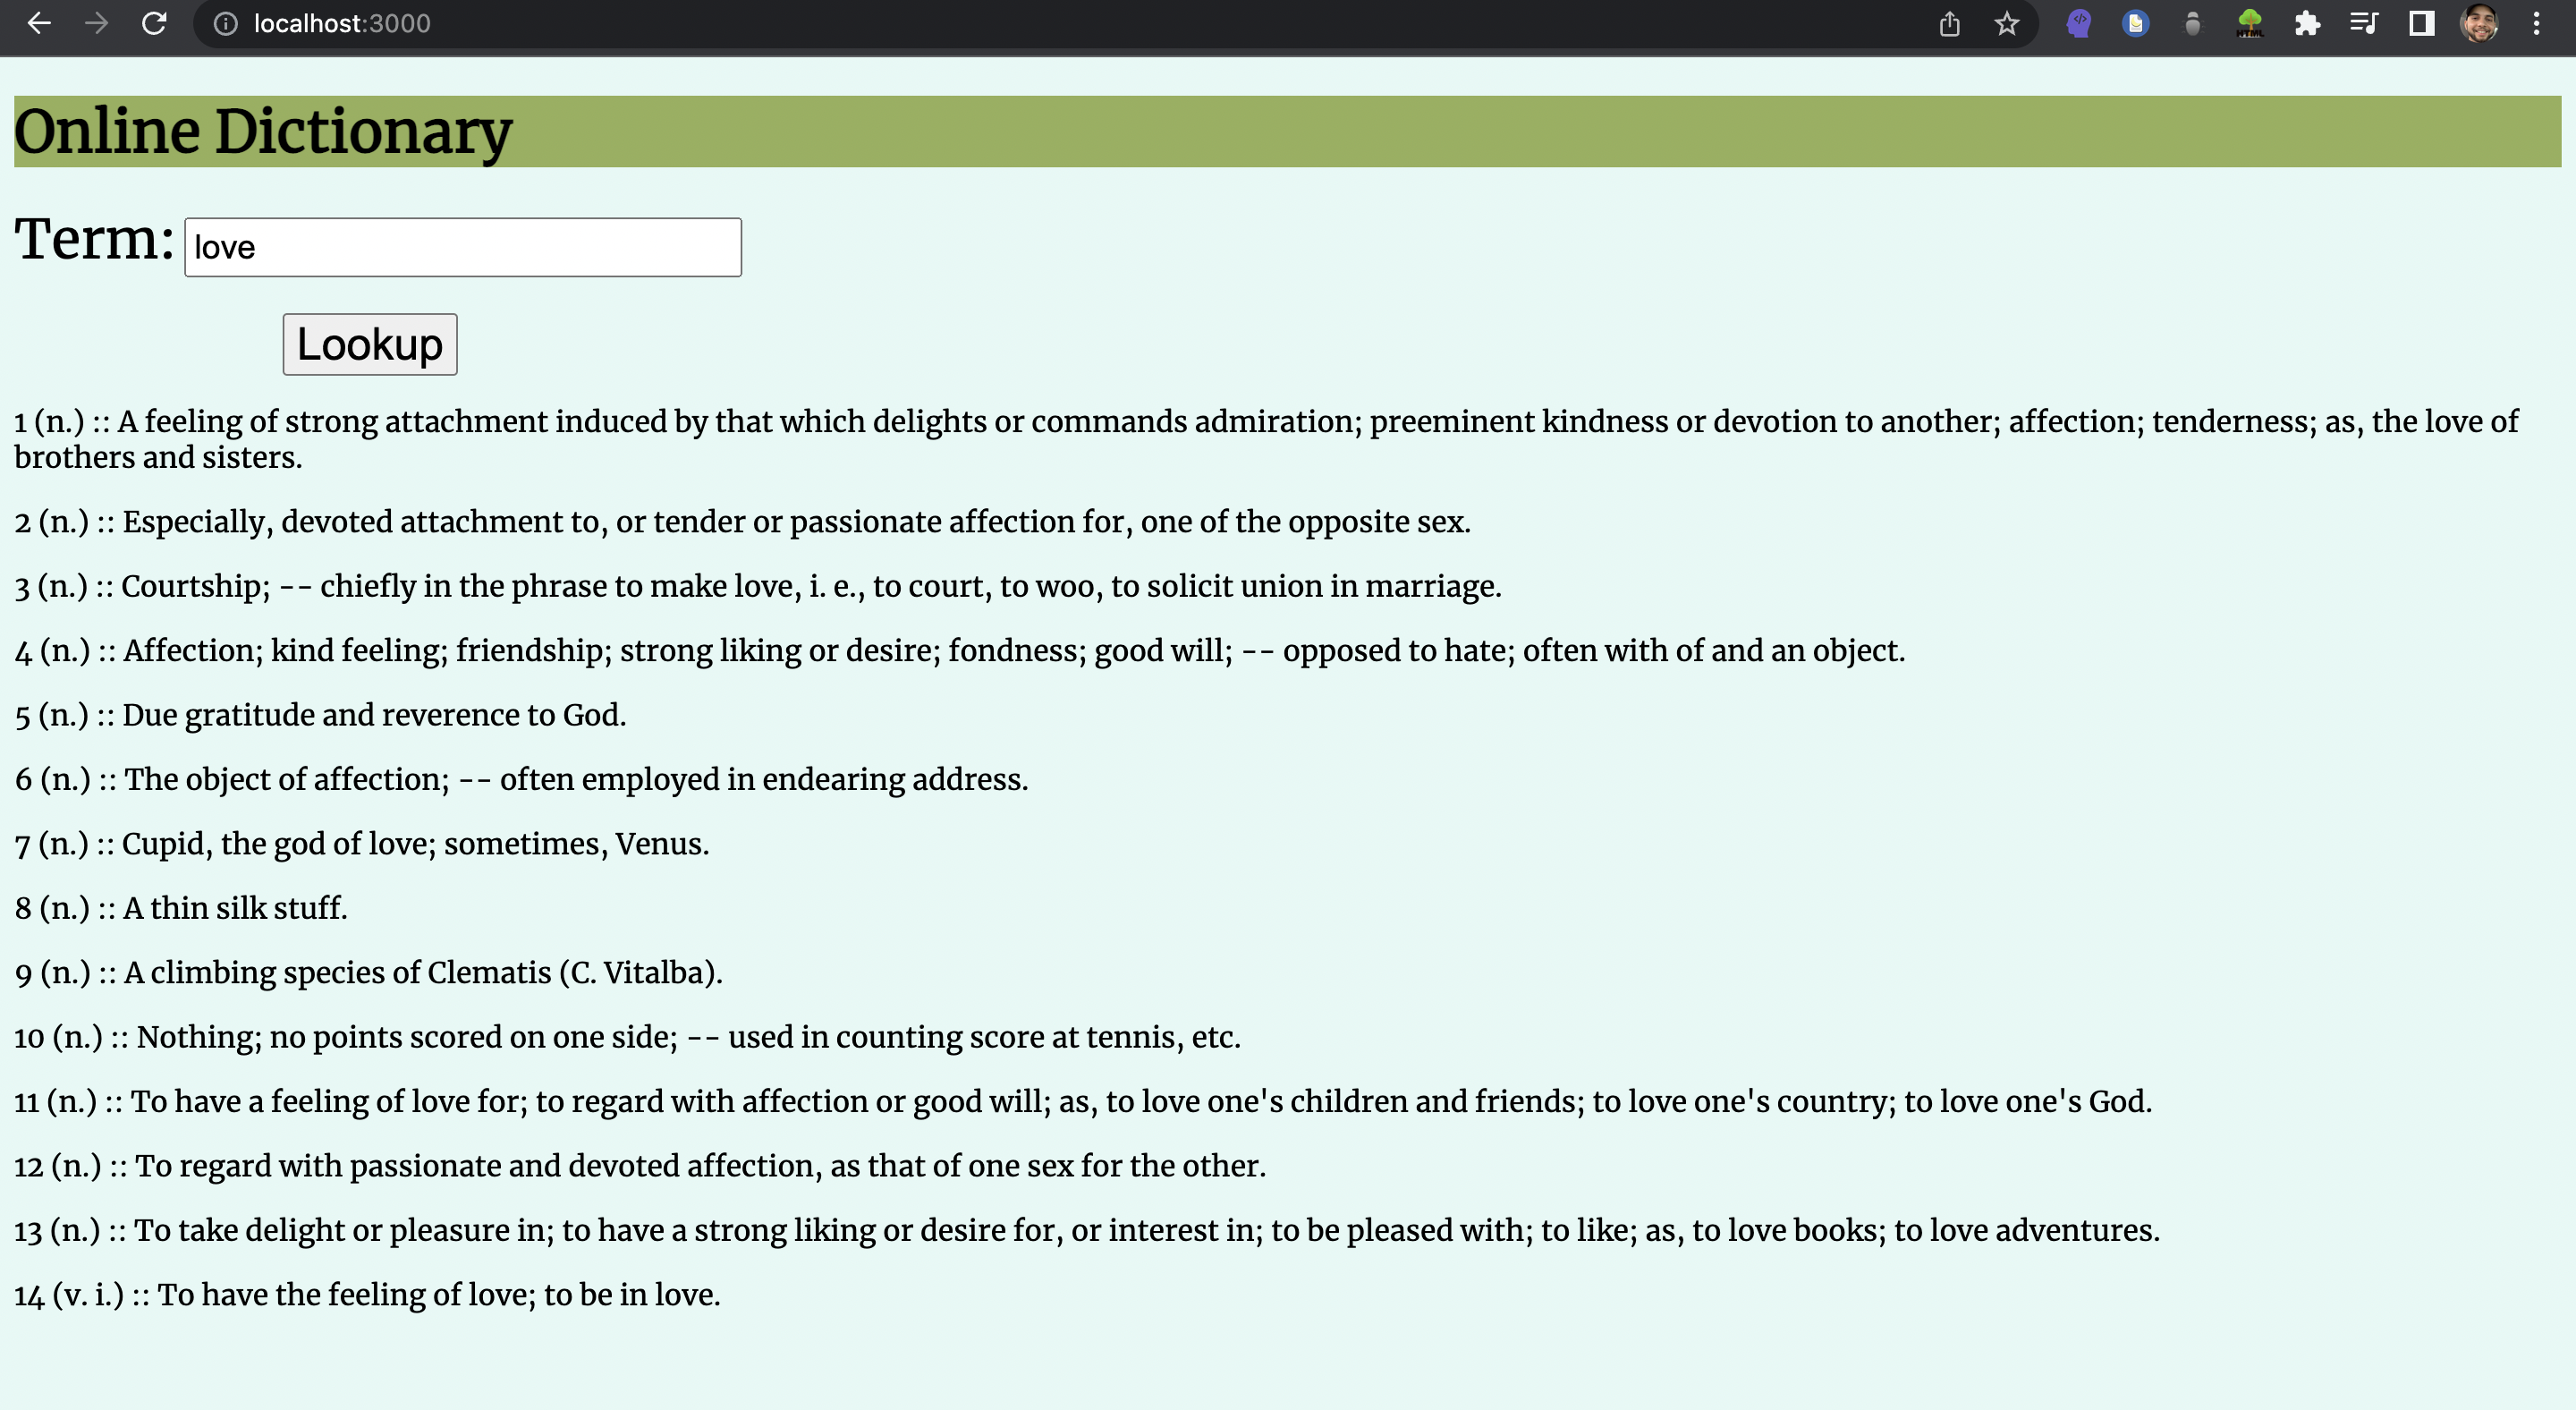 localhost:3000
HTML
Online Dictionary
Term: love
Lookup
1 (n.) :: A feeling of strong attachment induced by that which delights or commands admiration; preeminent kindness or devotion to another; affection; tenderness; as, the love of
brothers and sisters.
2 (n.) :: Especially, devoted attachment to, or tender or passionate affection for, one of the opposite sex.
3 (n.) :: Courtship; -- chiefly in the phrase to make love, i. e., to court, to woo, to solicit union in marriage.
4 (n.) :: Affection; kind feeling; friendship; strong liking or desire; fondness; good will; -- opposed to hate; often with of and an object.
5 (n.) :: Due gratitude and reverence to God.
6 (n.) :: The object of affection; -- often employed in endearing address.
7 (n.) :: Cupid, the god of love; sometimes, Venus.
8 (n.) :: A thin silk stuff.
9 (n.) :: A climbing species of Clematis (C. Vitalba).
10 (n.) :: Nothing; no points scored on one side; -- used in counting score at tennis, etc.
11 (n.) :: To have a feeling of love for; to regard with affection or good will; as, to love one's children and friends; to love one's country; to love one's God.
12 (n.) :: To regard with passionate and devoted affection, as that of one sex for the other.
13 (n.) :: To take delight or pleasure in; to have a strong liking or desire for, or interest in; to be pleased with; to like; as, to love books; to love adventures.
14 (v. i.) :: To have the feeling of love; to be in love.